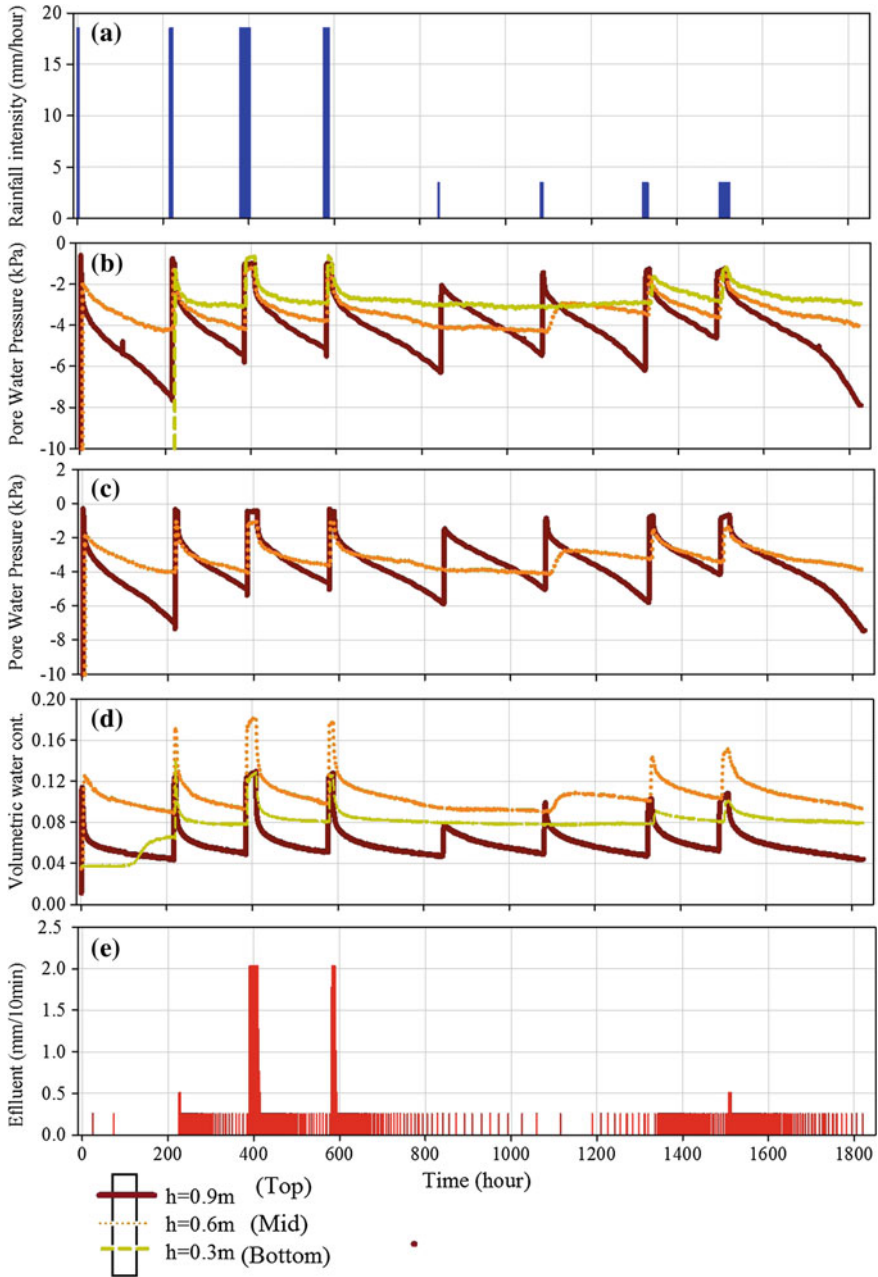 (a)
Rainfall intensity (mm/hour)
20
15
10
5
0
(b)
Pore Water Pressure (kPa)
0
-2
-4
-6
-8
-10
(c)
Pore Water Presure (kPa)
2
0
-2
-4
-6
-8
-10
(d)
Volumetric water cont.
0.20
0.16
0.12
0.08
0.04
0.00
(e)
Eflluent (mm/10min)
2.5
2.0
1.5
1.0
0.5
0.0
0 200 400 600 800 1000 1200 1400 1600 1800
Time (hour)
h=0.9m (Top)
h=0.6m (Mid)
h=0.3m (Bottom)